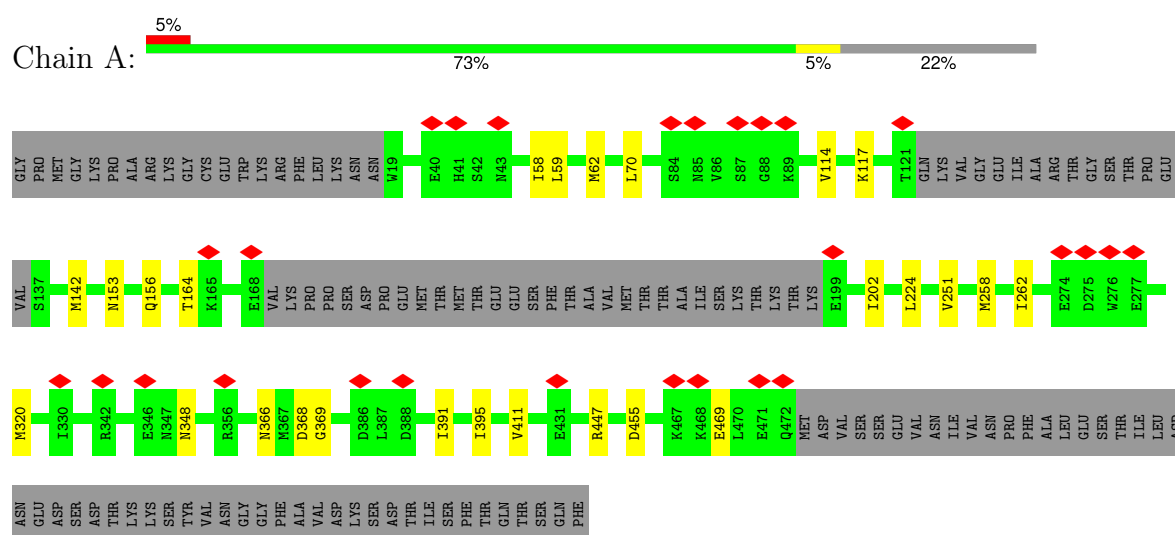 5%
Chain A:
73% 5% 22%
GLY PRO MET GLY LYS PRO ALA ARG LYS GLY CYS GLU TRP LYS ARG PHE LEU LYS ASN ASN W19 E40 H41 S42 N43 I58 L59 M62 L70 S84 N85 V86 S87 G88 K89 V114 K117 T121 GLN LYS VAL GLY GLU ILE ALA ARG THR GLY SER THR PRO GLU
VAL S137 M142 N153 Q156 T164 K165 E168 VAL LYS PRO PRO SER ASP PRO GLU MET THR MET THR GLU GLU SER PHE THR ALA VAL MET THR THR ALA ILE SER LYS THR LYS THR LYS E199 I202 L224 V251 M258 I262 E274 D275 W276 E277
M320 I330 R342 E346 N347 N348 R356 N366 M367 D368 G369 D386 L387 D388 I391 I395 V411 E431 R447 D455 K467 K468 E469 L470 E471 Q472 MET ASP VAL SER SER GLU VAL ASN ILE VAL ASN PRO PHE ALA LEU GLU SER THR ILE LEU ASP
ASN GLU ASP SER ASP THR LYS LYS SER TYR VAL ASN GLY GLY PHE ALA VAL ASP LYS SER ASP THR ILE SER PHE THR GLN THR SER GLN PHE